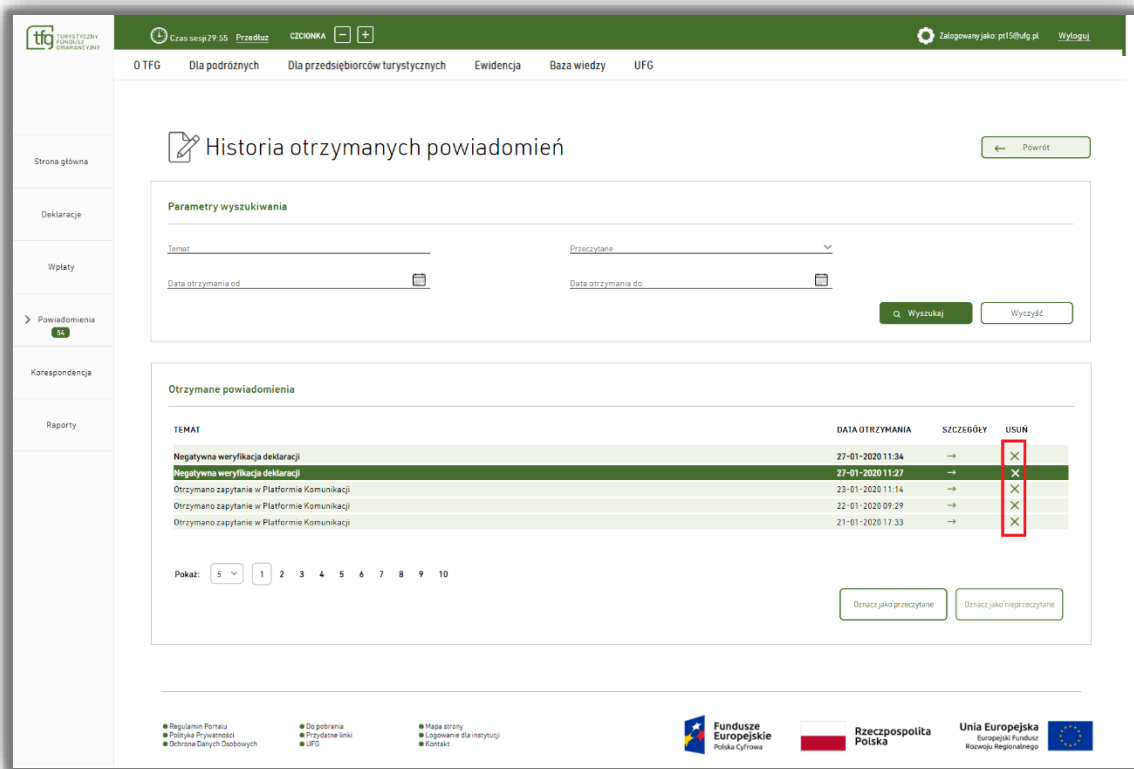 tfg TURYSTYCZNY
FUNDUSZ
GWARANCYJNY
Czas sesji 29:55 Przedłuż CZCIONKA − +
Zalogowany jako: pt15@ufg.pl Wyloguj
O TFG Dla podróżnych Dla przedsiębiorców turystycznych Ewidencja Baza wiedzy UFG
Strona główna
Deklaracje
Wpłaty
Powiadomienia
54
Korespondencja
Raporty
Historia otrzymanych powiadomień
Powrót
Parametry wyszukiwania
Temat Przeczytane
Data otrzymania od Data otrzymania do
Wyszukaj Wyczyść
Otrzymane powiadomienia
TEMAT DATA OTRZYMANIA SZCZEGÓŁY USUŃ
Negatywna weryfikacja deklaracji 27-01-2020 11:34
Negatywna weryfikacja deklaracji 27-01-2020 11:27
Otrzymano zapytanie w Platformie Komunikacji 23-01-2020 11:14
Otrzymano zapytanie w Platformie Komunikacji 22-01-2020 09:29
Otrzymano zapytanie w Platformie Komunikacji 21-01-2020 17:33
Pokaż: 5 1 2 3 4 5 6 7 8 9 10
Oznacz jako przeczytane Oznacz jako nieprzeczytane
Regulamin Portalu
Polityka Prywatności
Ochrona Danych Osobowych
Do pobrania
Przydatne linki
UFG
Mapa strony
Logowanie dla instytucji
Kontakt
Fundusze
Europejskie
Polska Cyfrowa
Rzeczpospolita
Polska
Unia Europejska
Europejski Fundusz
Rozwoju Regionalnego